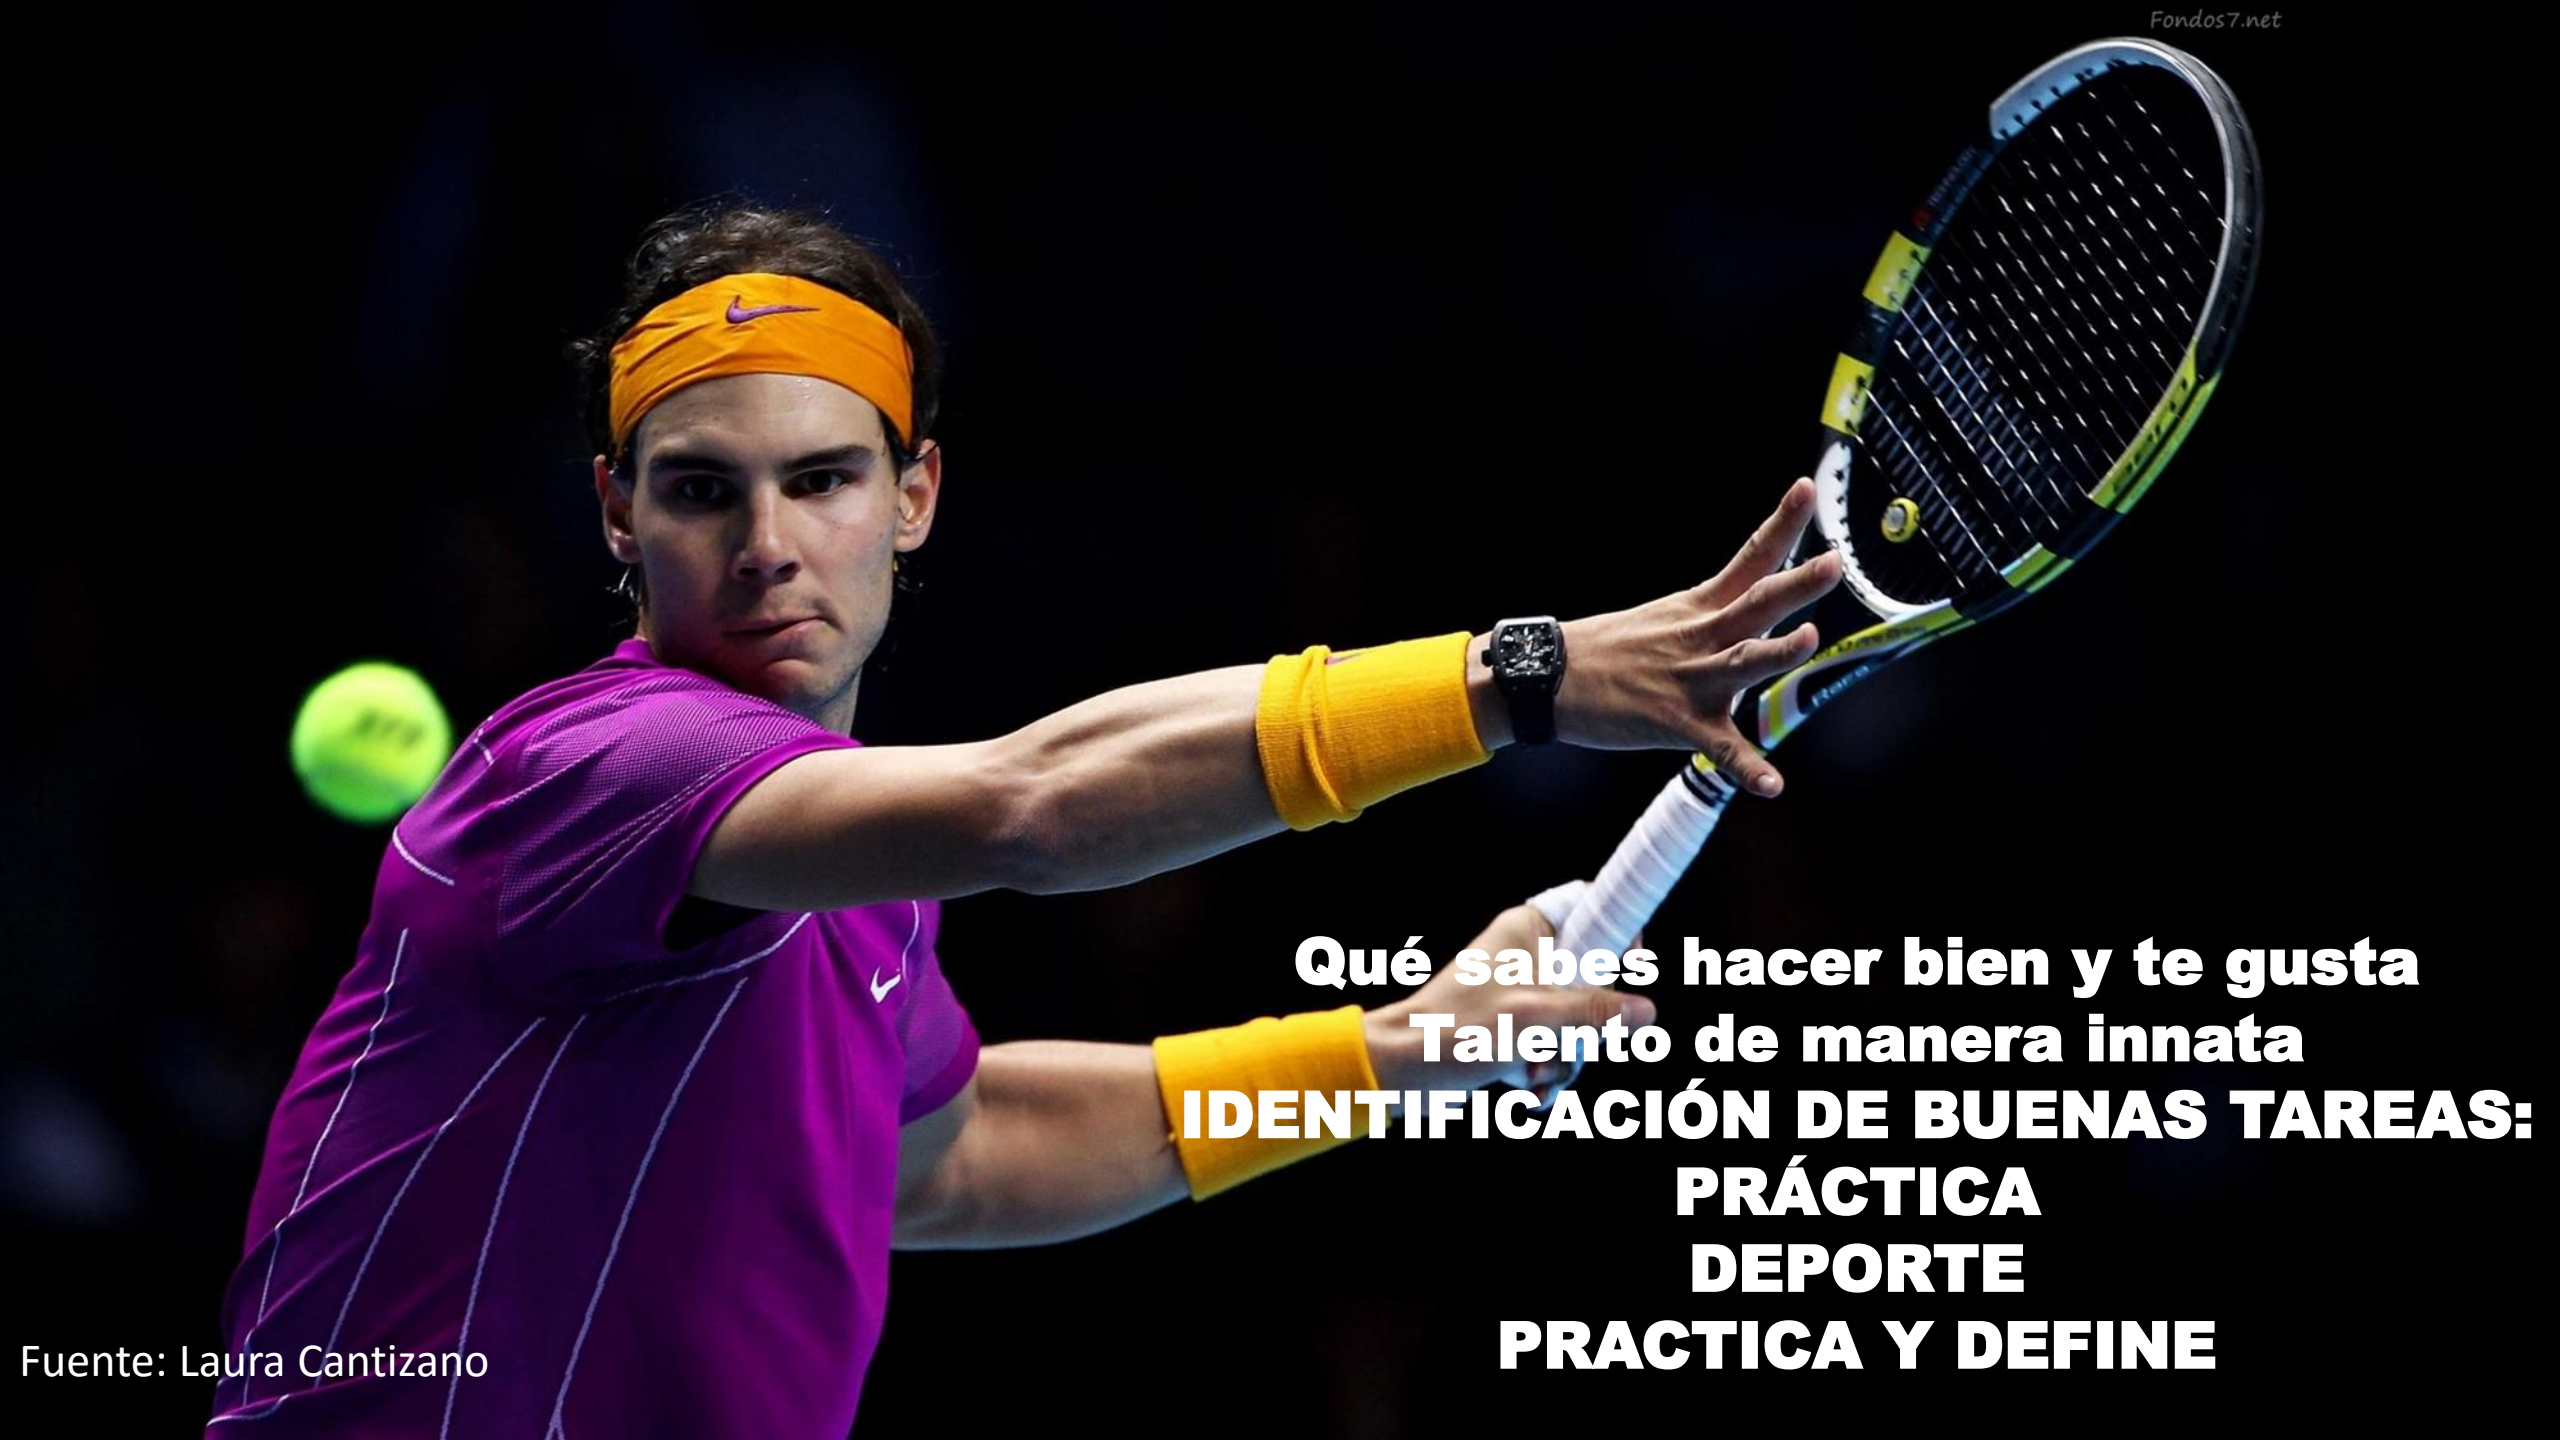 Fondos7.net
Qué sabes hacer bien y te gusta
Talento de manera innata
IDENTIFICACIÓN DE BUENAS TAREAS:
PRÁCTICA
DEPORTE
PRACTICA Y DEFINE
Fuente: Laura Cantizano